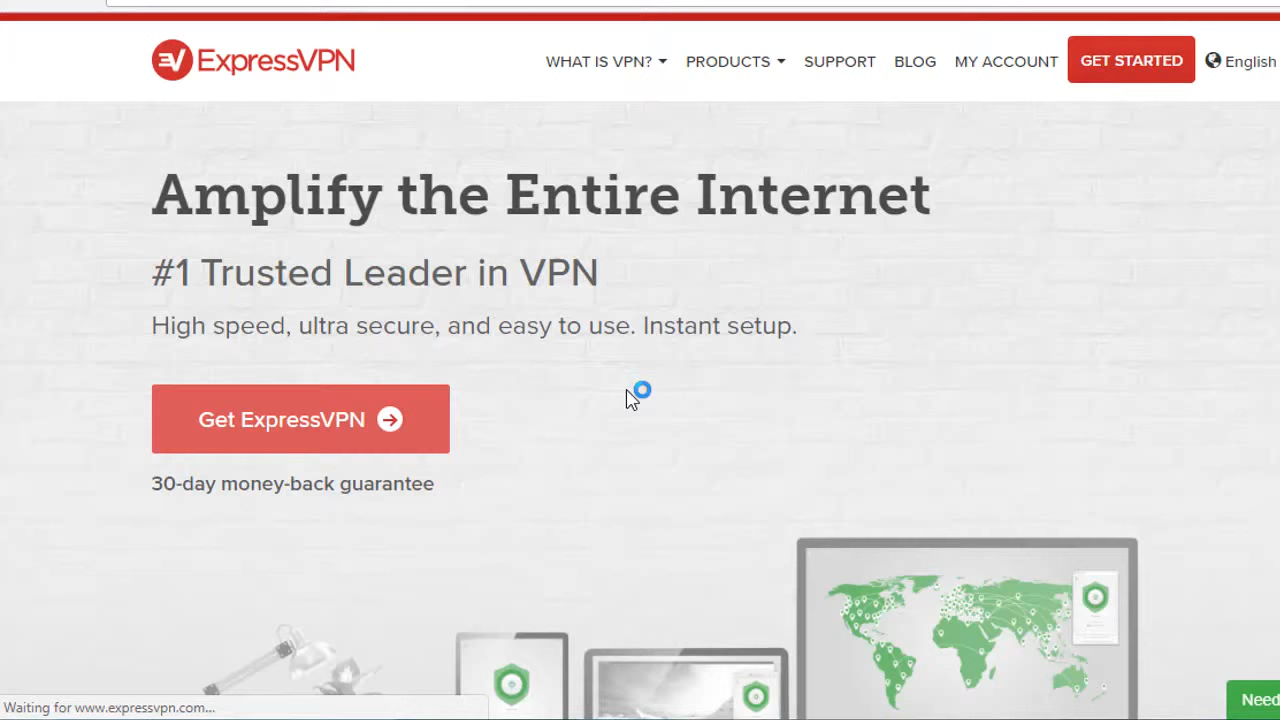 ExpressVPN
WHAT IS VPN?
PRODUCTS
SUPPORT
BLOG
MY ACCOUNT
GET STARTED
English
Amplify the Entire Internet
#1 Trusted Leader in VPN
High speed, ultra secure, and easy to use. Instant setup.
Get ExpressVPN
30-day money-back guarantee
Waiting for www.expressvpn.com...
Need